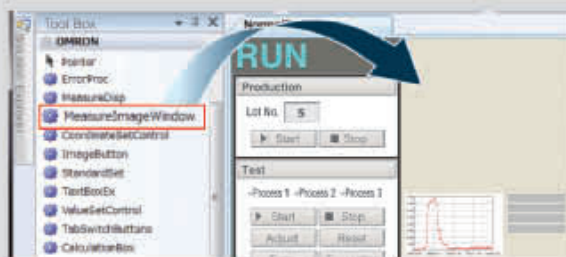 Tool Box
OMRON
Pointer
ErrorProc
MeasureDisp
MeasureImageWindow
CoordinateSetControl
ImageButton
StandardSet
TextBoxEx
ValueSetControl
TabSwitchButtons
CalculationBox
RUN
Production
Lot No. 5
Start Stop
Test
-Process 1 -Process 2 -Process 3
Start Stop
Adjust Reset